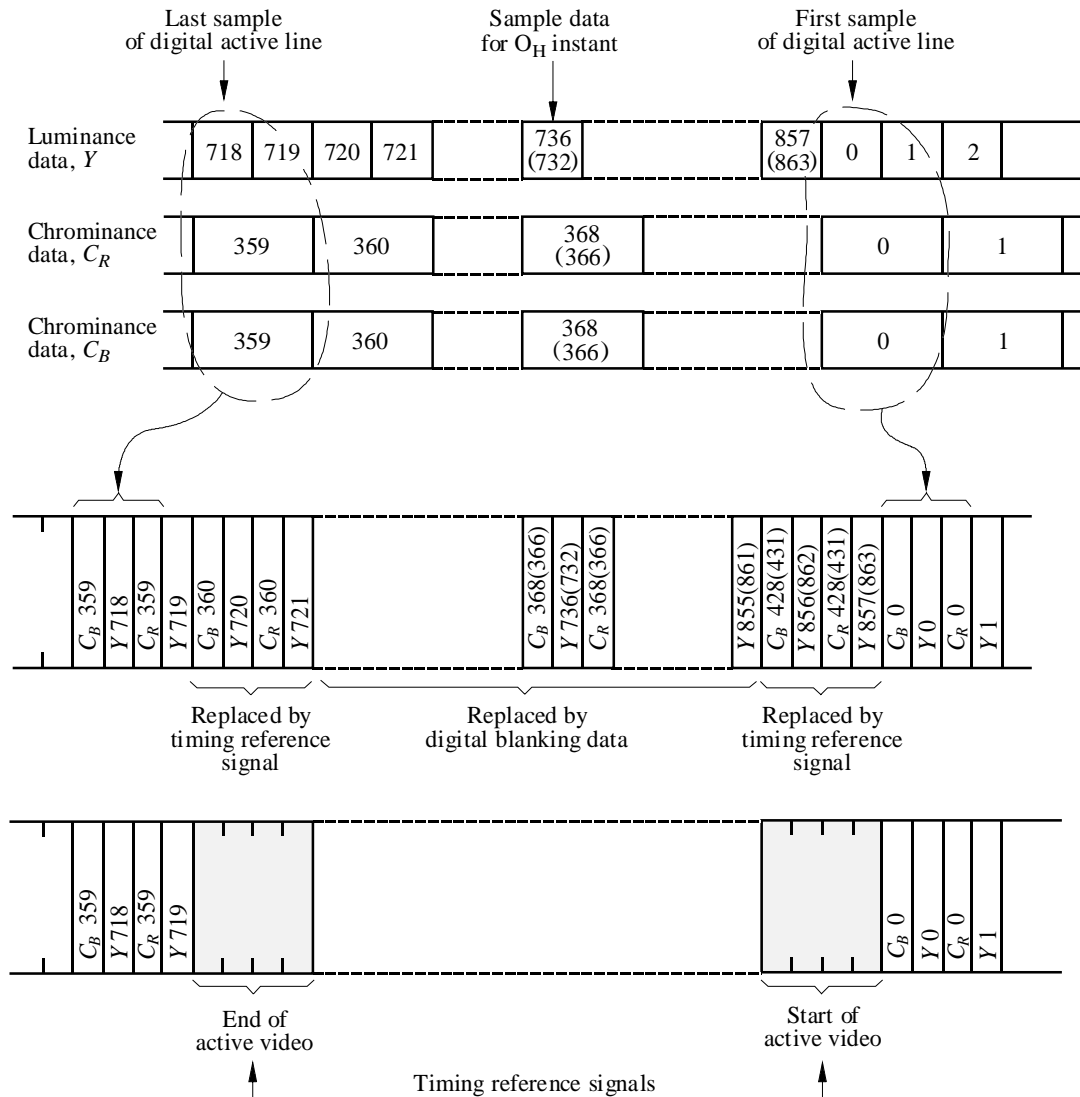 Last sample
of digital active line
Sample data
for O_H instant
First sample
of digital active line
Luminance
data, Y
718 719 720 721 736 857 0 1 2
(732) (863)
Chrominance
data, C_R
359 360 368 0 1
(366)
Chrominance
data, C_B
359 360 368 0 1
(366)
C_B 359
Y 718
C_R 359
Y 719
C_B 360
Y 720
C_R 360
Y 721
C_B 368(366)
Y 736(732)
C_R 368(366)
Y 855(861)
C_B 428(431)
Y 856(862)
C_R 428(431)
Y 857(863)
C_B 0
Y 0
C_R 0
Y 1
Replaced by
timing reference
signal
Replaced by
digital blanking data
Replaced by
timing reference
signal
C_B 359
Y 718
C_R 359
Y 719
C_B 0
Y 0
C_R 0
Y 1
End of
active video
Start of
active video
Timing reference signals